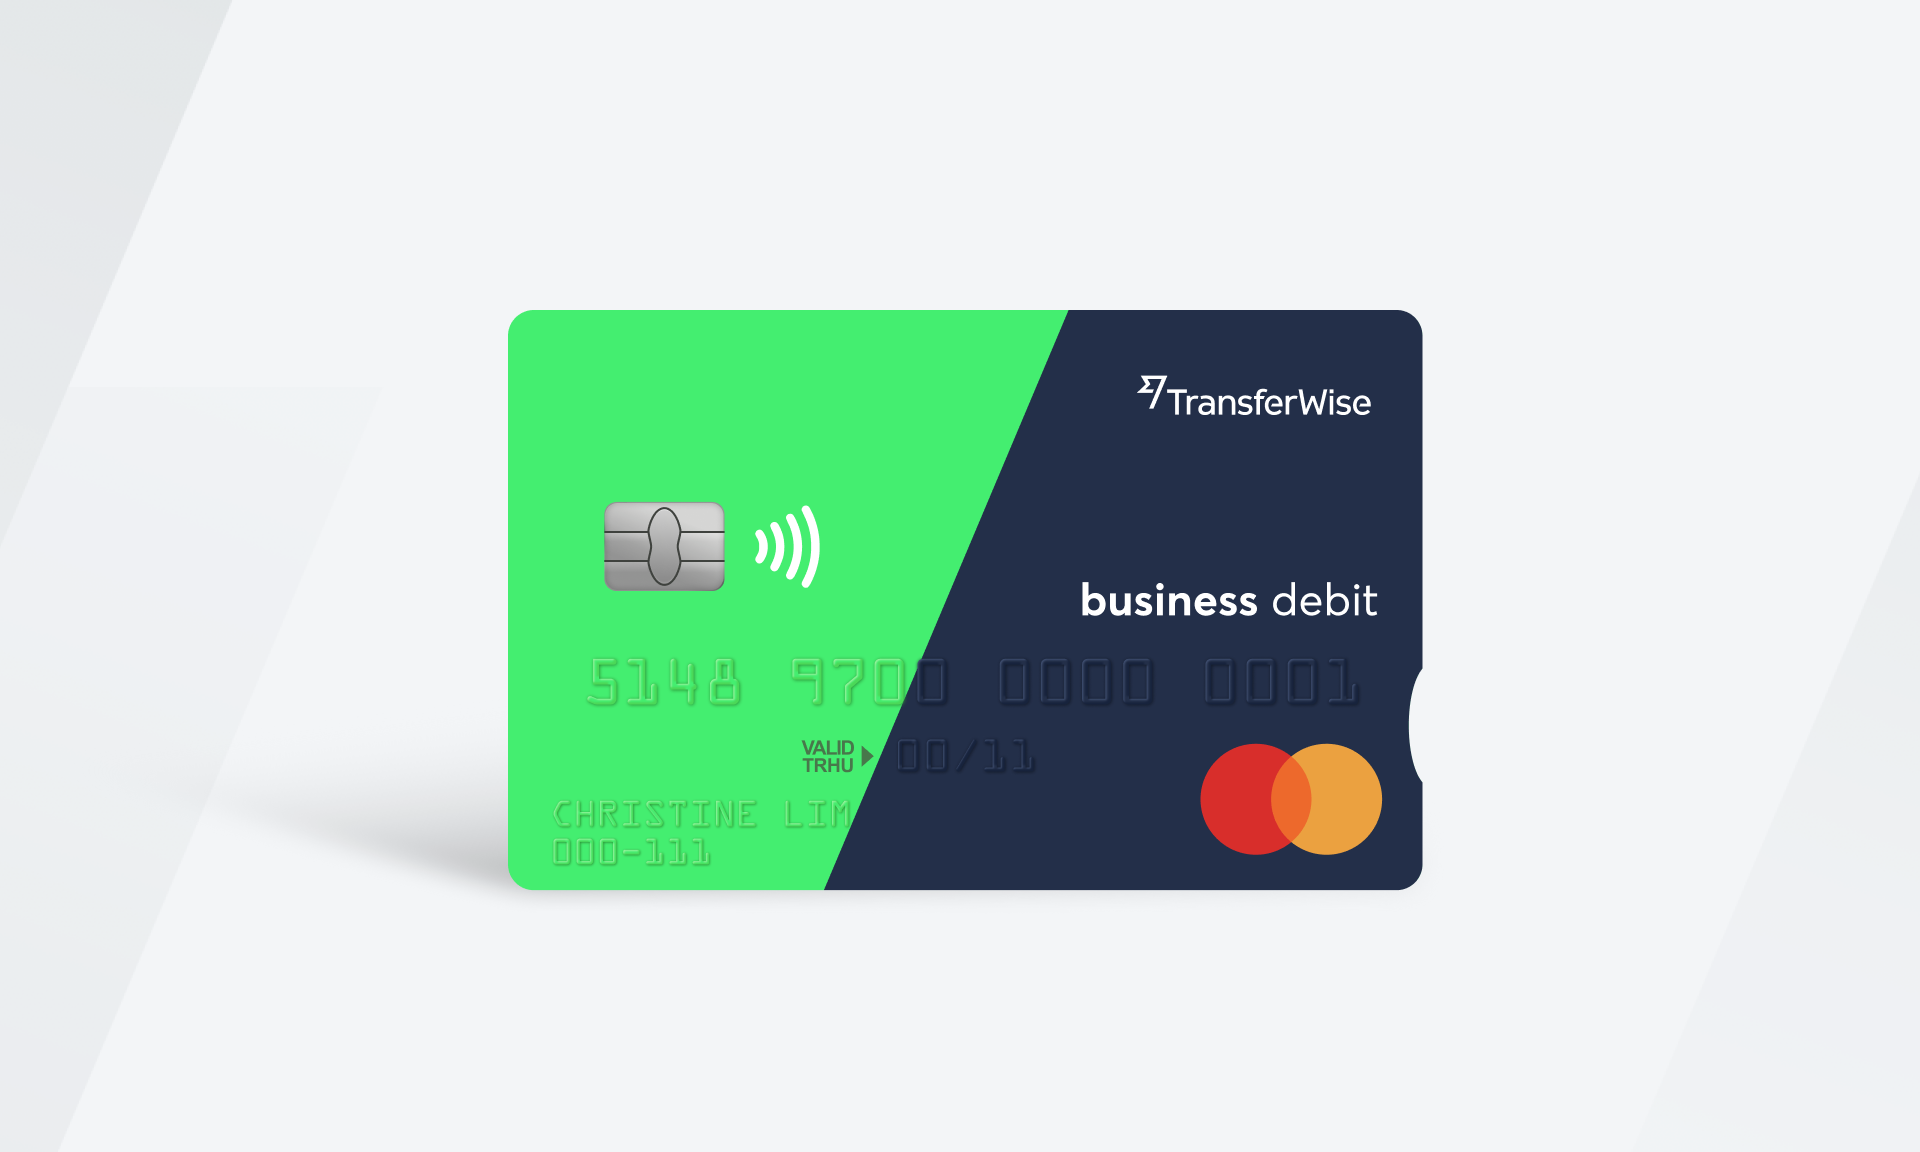 TransferWise
business debit
5148 9700 0000 0001
VALID
TRHU
00/11
CHRISTINE LIM
000-111